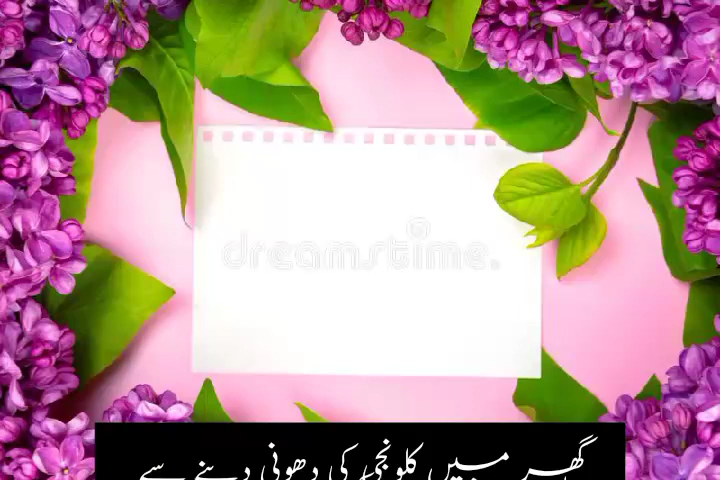 dreamstime.
گھر میں کلونجی کی دھونی دینے سے